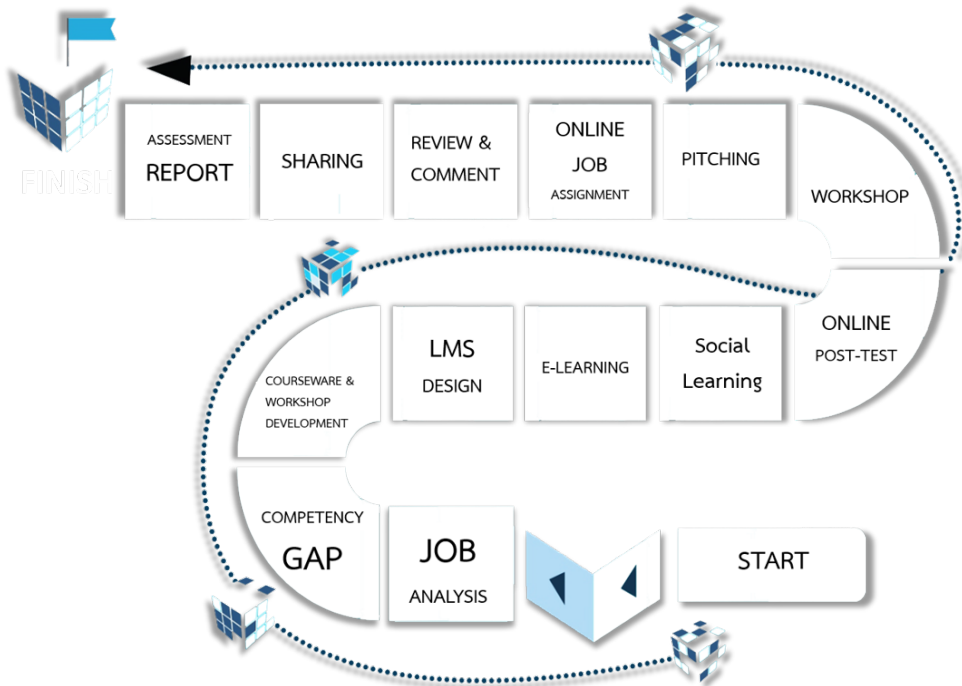 FINISH
ASSESSMENT
REPORT
SHARING
REVIEW &
COMMENT
ONLINE
JOB
ASSIGNMENT
PITCHING
WORKSHOP
ONLINE
POST-TEST
Social
Learning
E-LEARNING
LMS
DESIGN
COURSEWARE &
WORKSHOP
DEVELOPMENT
COMPETENCY
GAP
JOB
ANALYSIS
START